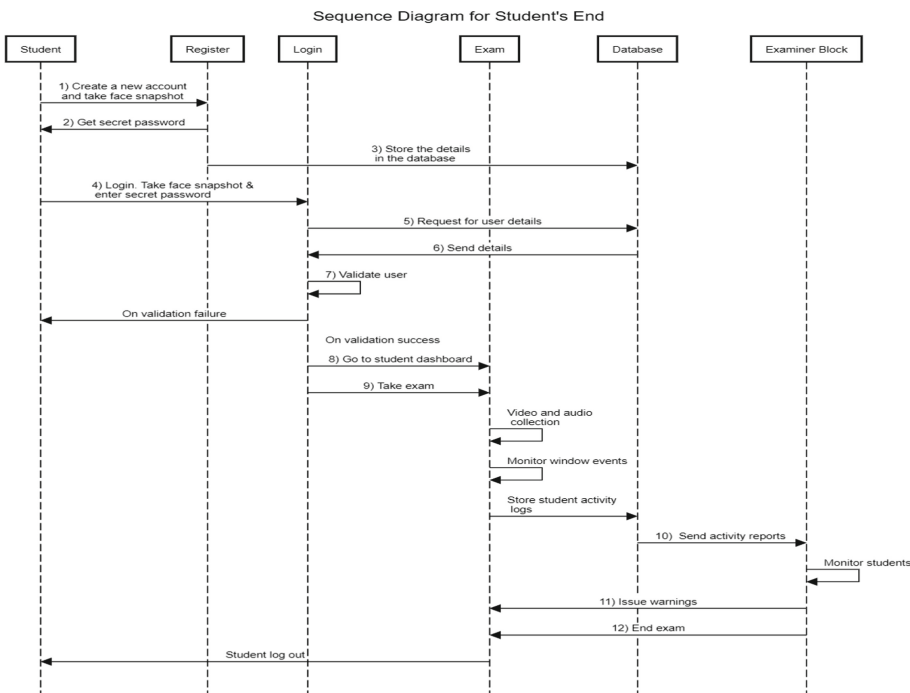 Sequence Diagram for Student's End
Student
Register
Login
Exam
Database
Examiner Block
1) Create a new account
and take face snapshot
2) Get secret password
3) Store the details
in the database
4) Login. Take face snapshot &
enter secret password
5) Request for user details
6) Send details
7) Validate user
On validation failure
On validation success
8) Go to student dashboard
9) Take exam
Video and audio
collection
Monitor window events
Store student activity
logs
10) Send activity reports
Monitor students
11) Issue warnings
12) End exam
Student log out